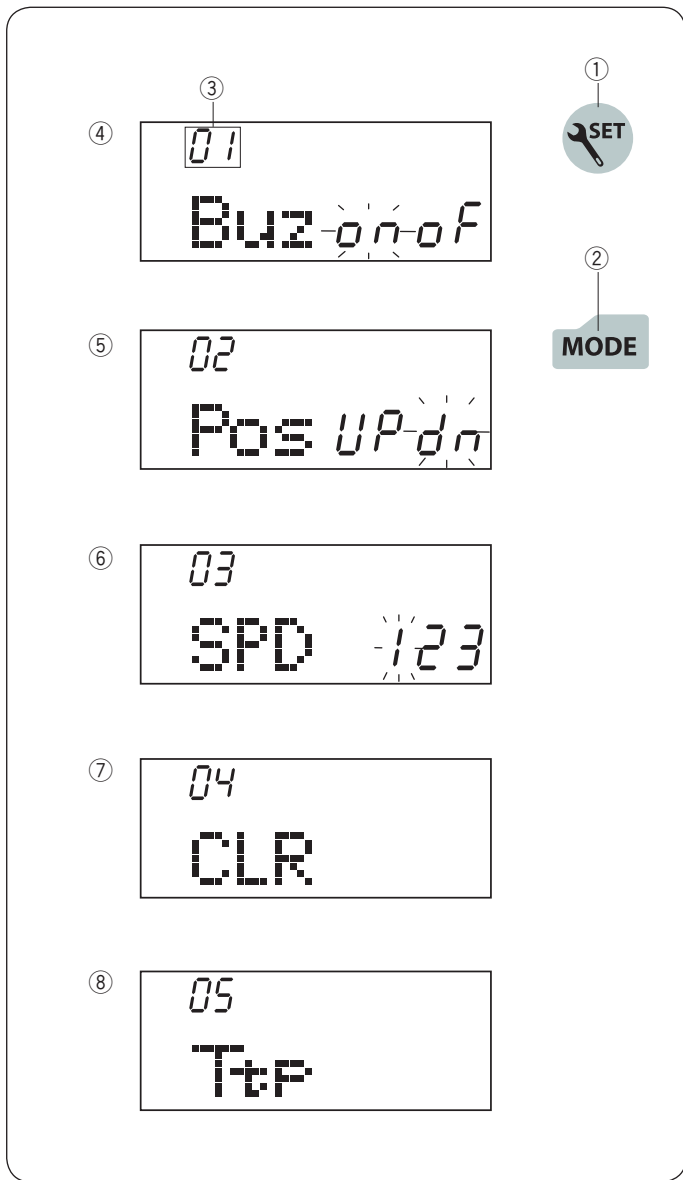 ①
SET
③
④
01
Buz on oF
②
MODE
⑤
02
Pos UP dn
⑥
03
SPD 123
⑦
04
CLR
⑧
05
Ttp